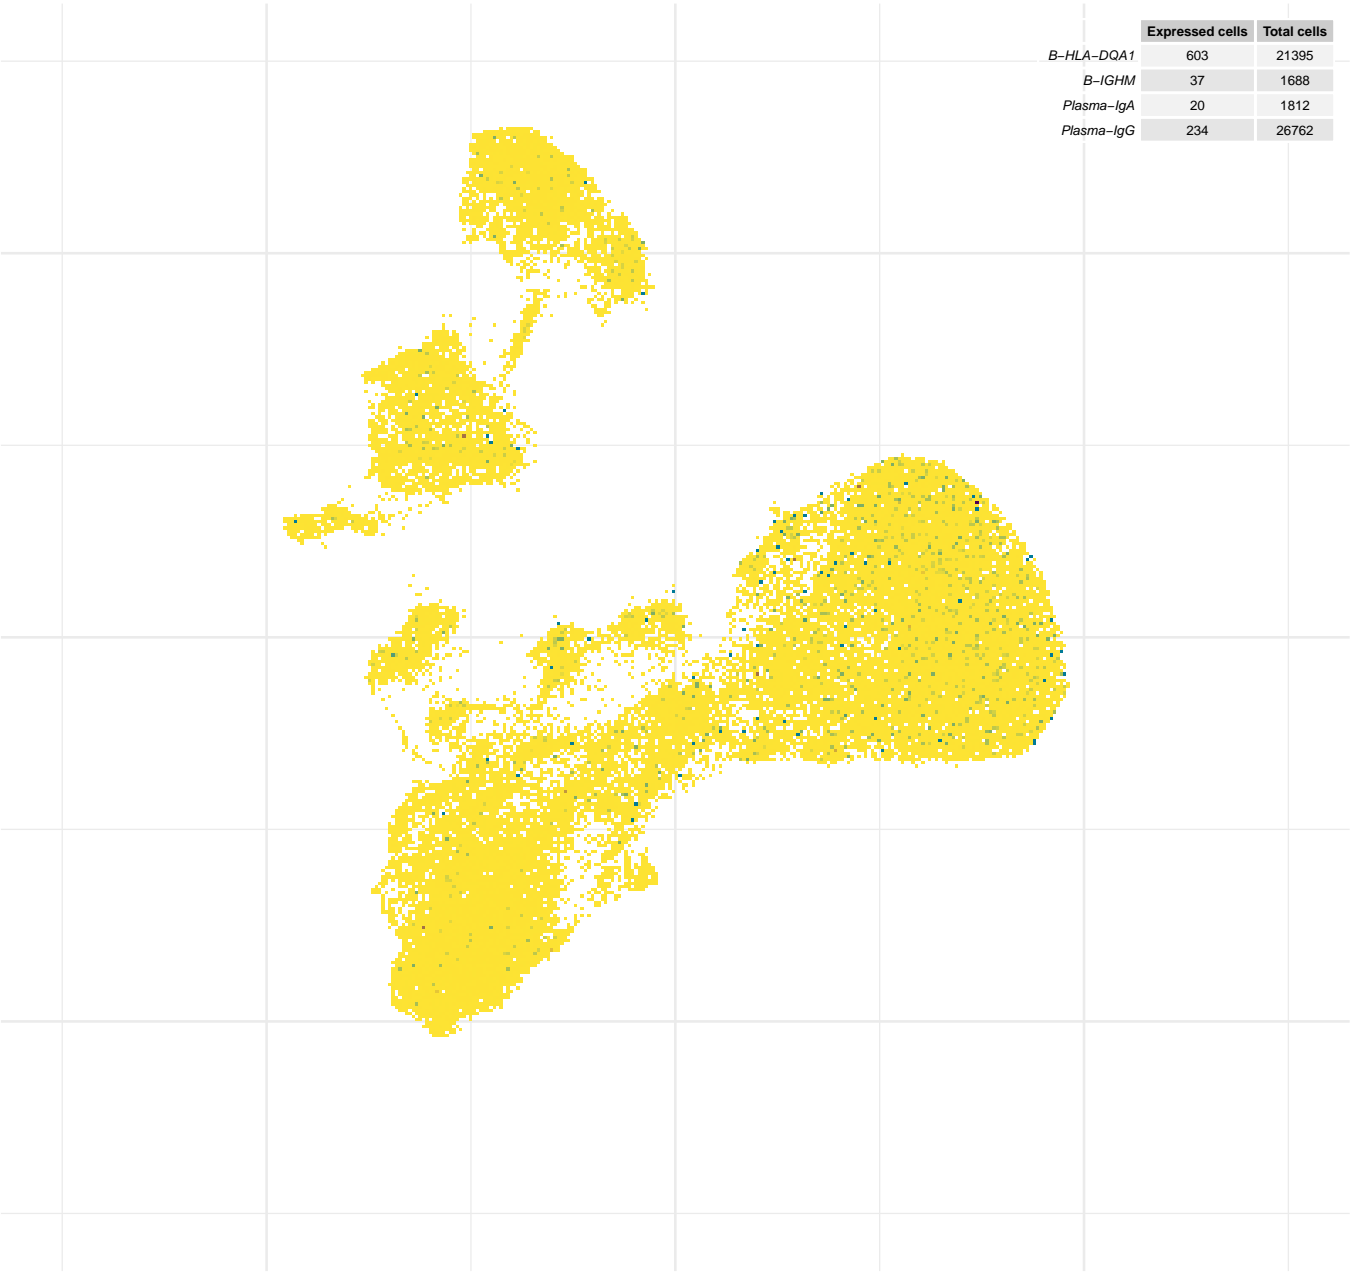 Expressed cells Total cells
B−HLA−DQA1 603 21395
B−IGHM 37 1688
Plasma−IgA 20 1812
Plasma−IgG 234 26762